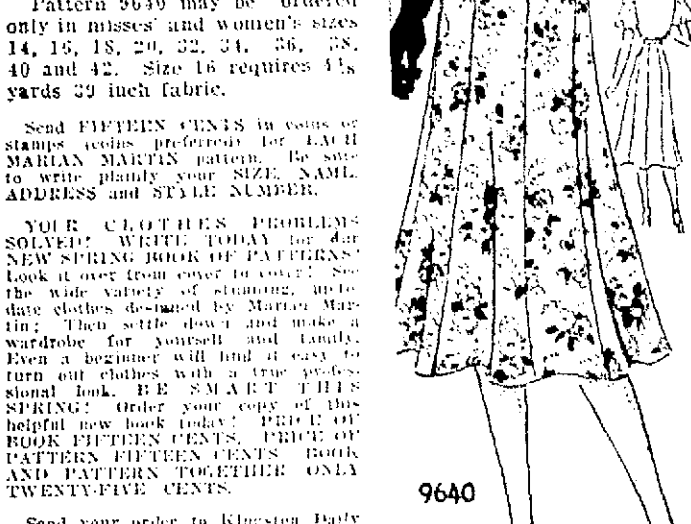 Pattern 9640 may be ordered
only in misses' and women's sizes
14, 16, 18, 20, 32, 34, 36, 38,
40 and 42. Size 16 requires 4⅛
yards 39 inch fabric.
Send FIFTEEN CENTS in coins or
stamps (coins preferred) for EACH
MARIAN MARTIN pattern. Be sure
to write plainly your SIZE, NAME,
ADDRESS and STYLE NUMBER.
YOUR CLOTHES PROBLEMS
SOLVED! WRITE TODAY for our
NEW SPRING BOOK OF PATTERNS!
Look it over from cover to cover! See
the wide variety of stunning, up-to-
date clothes designed by Marian Mar-
tin! Then settle down and make a
wardrobe for yourself and family.
Even a beginner will find it easy to
turn out clothes with a true profes-
sional look. BE SMART THIS
SPRING! Order your copy of this
helpful new book today! PRICE OF
BOOK FIFTEEN CENTS. PRICE OF
PATTERN FIFTEEN CENTS. BOOK
AND PATTERN TOGETHER ONLY
TWENTY-FIVE CENTS.
Send your order to Kingston Daily
9640